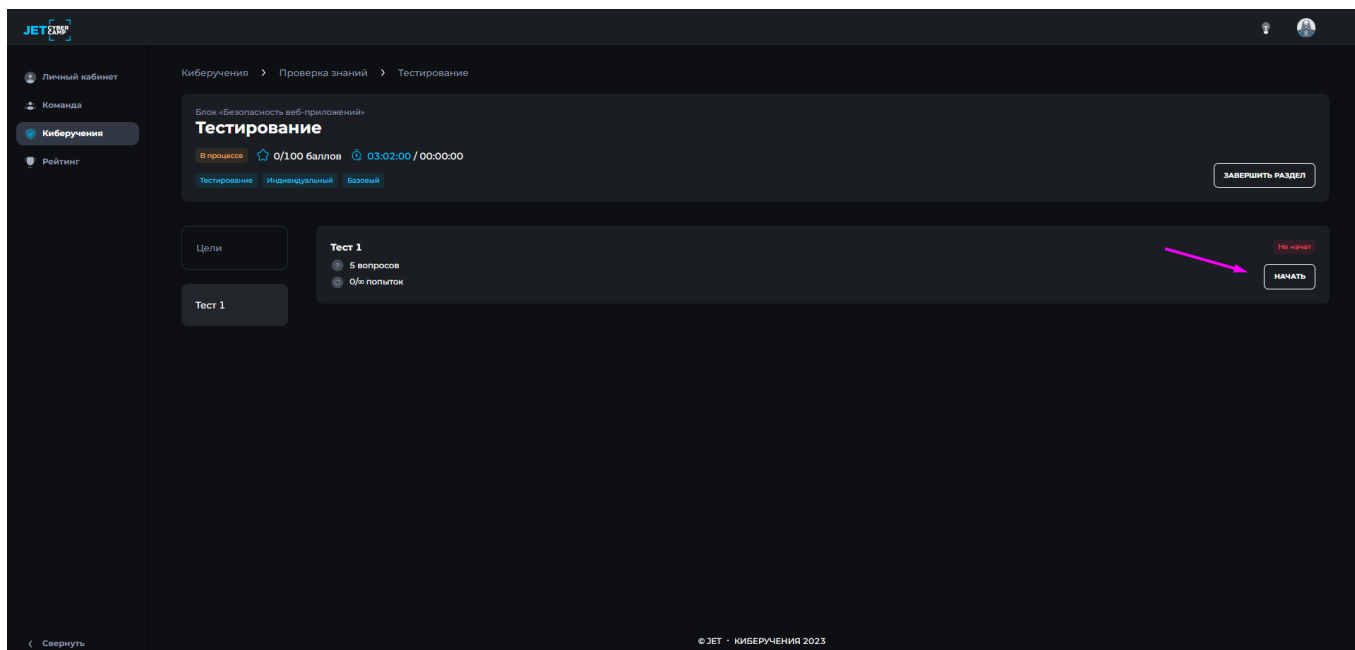 JET CYBER CAMP
Личный кабинет
Команда
Киберучения
Рейтинг
Киберучения > Проверка знаний > Тестирование
Блок «Безопасность веб-приложений»
Тестирование
В процессе 0/100 баллов 03:02:00 / 00:00:00
Тестирование Индивидуальный Базовый
ЗАВЕРШИТЬ РАЗДЕЛ
Цели
Тест 1
Тест 1
5 вопросов
0/∞ попыток
Не начат
НАЧАТЬ
< Свернуть
© JET · КИБЕРУЧЕНИЯ 2023